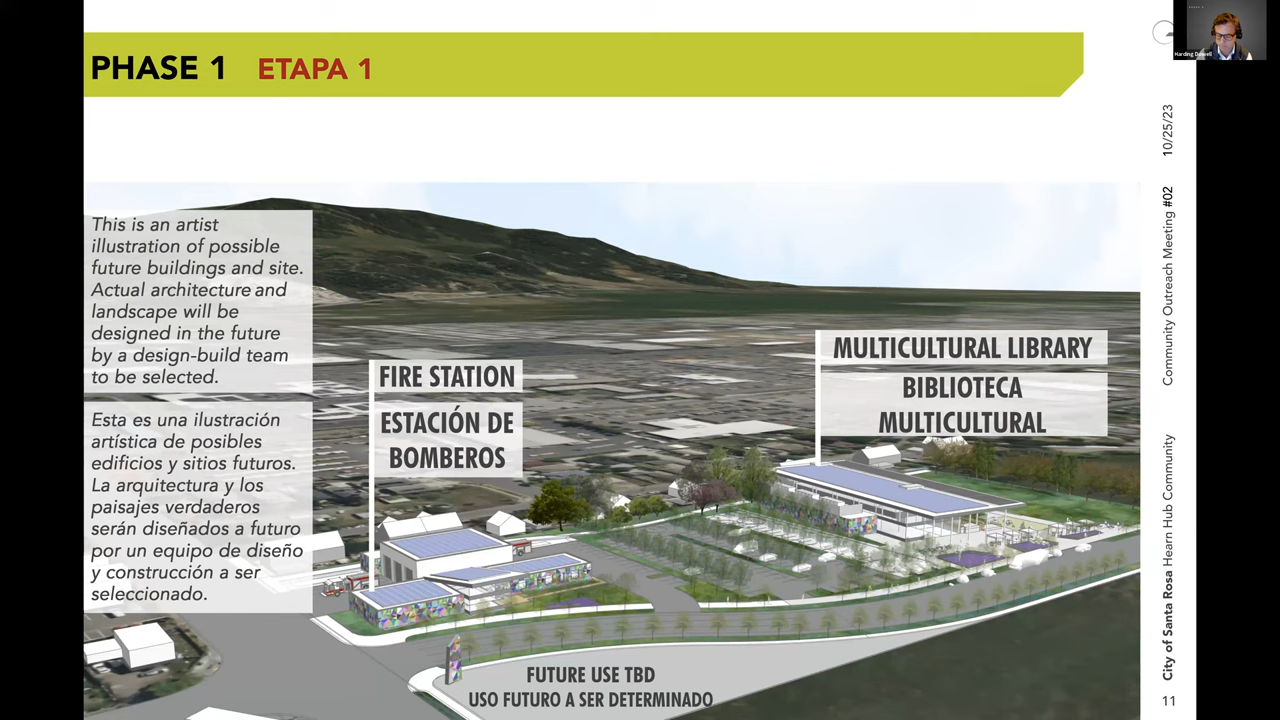 PHASE 1 ETAPA 1
This is an artist
illustration of possible
future buildings and site.
Actual architecture and
landscape will be
designed in the future
by a design-build team
to be selected.
Esta es una ilustración
artística de posibles
edificios y sitios futuros.
La arquitectura y los
paisajes verdaderos
serán diseñados a futuro
por un equipo de diseño
y construcción a ser
seleccionado.
FIRE STATION
ESTACIÓN DE
BOMBEROS
MULTICULTURAL LIBRARY
BIBLIOTECA
MULTICULTURAL
FUTURE USE TBD
USO FUTURO A SER DETERMINADO
City of Santa Rosa Hearn Hub Community Community Outreach Meeting #02 10/25/23
11
Harding Dowell